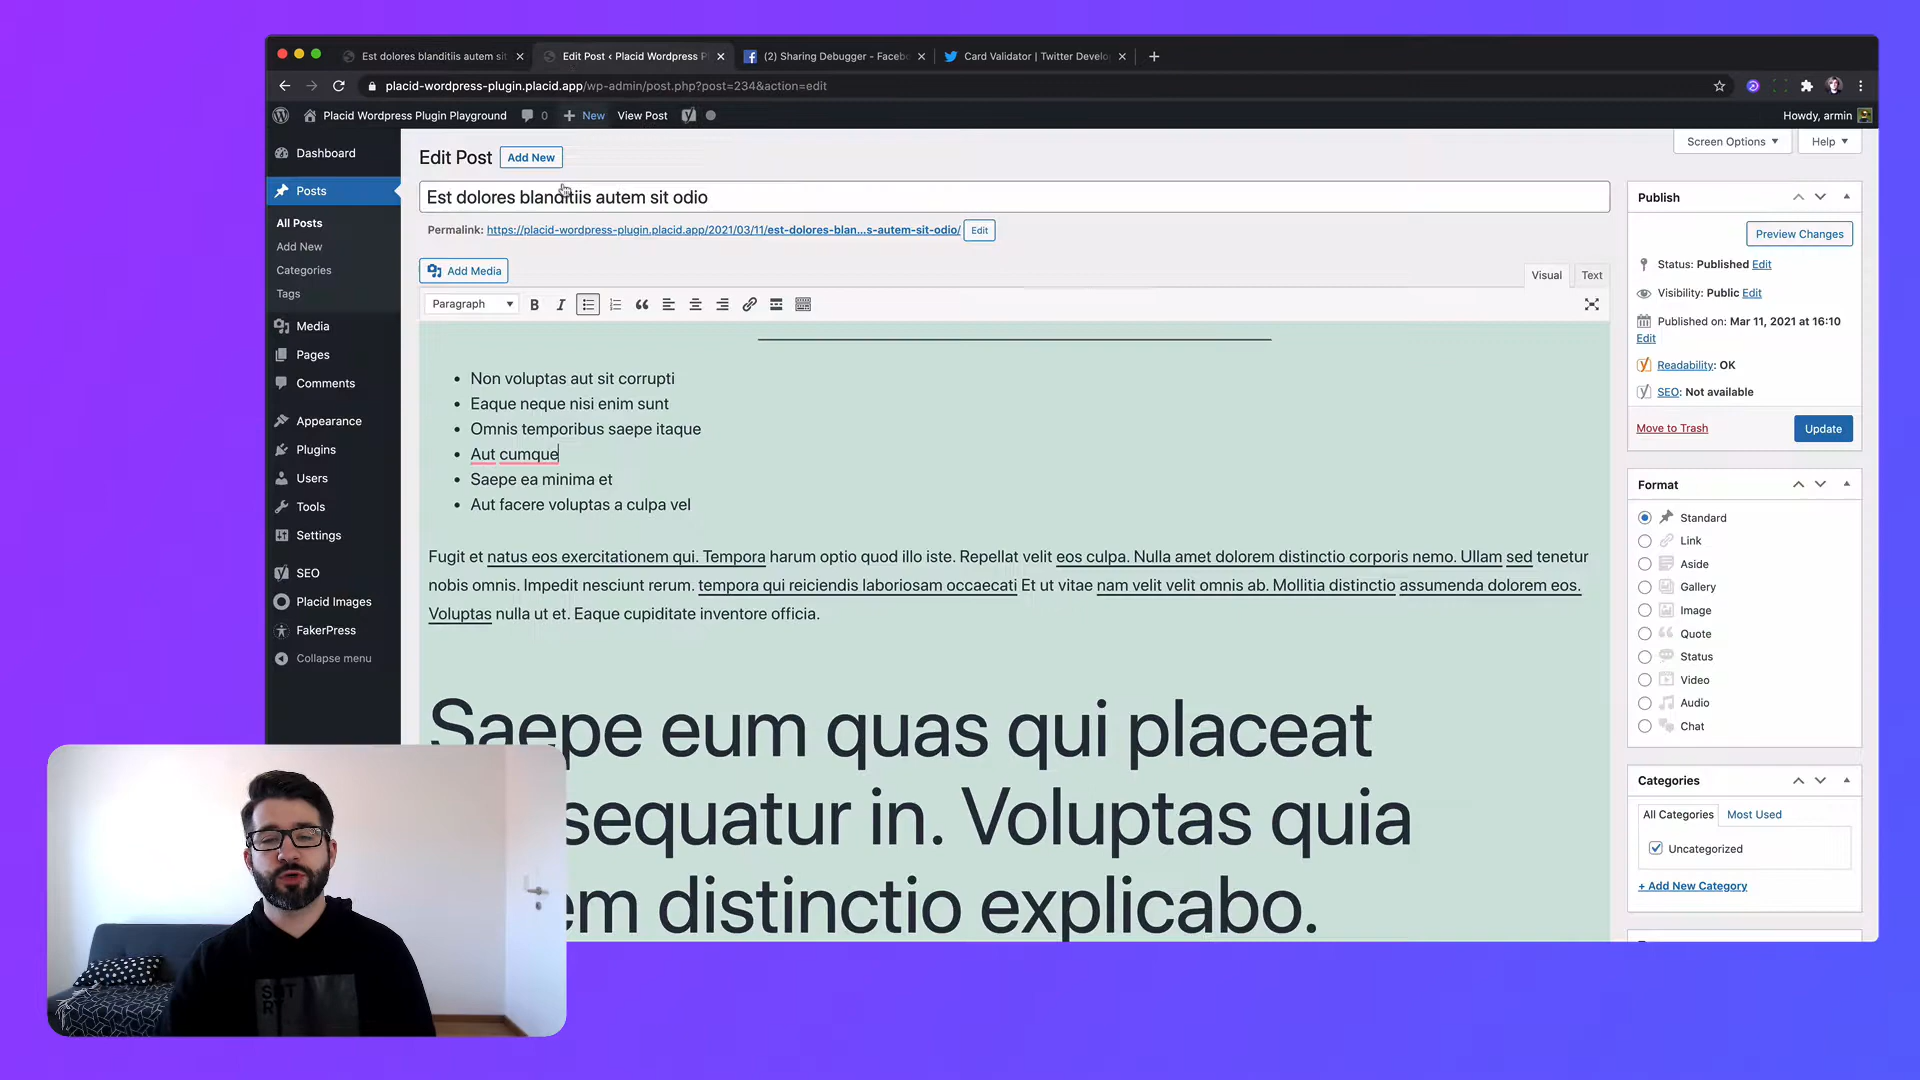 Est dolores blanditiis autem sit
Edit Post ‹ Placid Wordpress P
(2) Sharing Debugger - Facebo
Card Validator | Twitter Develo
placid-wordpress-plugin.placid.app/wp-admin/post.php?post=234&action=edit
Placid Wordpress Plugin Playground
0
New
View Post
Howdy, armin
Dashboard
Posts
All Posts
Add New
Categories
Tags
Media
Pages
Comments
Appearance
Plugins
Users
Tools
Settings
SEO
Placid Images
FakerPress
Collapse menu
Edit Post
Add New
Screen Options
Help
Est dolores blanditiis autem sit odio
Permalink: https://placid-wordpress-plugin.placid.app/2021/03/11/est-dolores-blan...s-autem-sit-odio/ Edit
Add Media
Visual
Text
Paragraph
B I
Non voluptas aut sit corrupti
Eaque neque nisi enim sunt
Omnis temporibus saepe itaque
Aut cumque
Saepe ea minima et
Aut facere voluptas a culpa vel
Fugit et natus eos exercitationem qui. Tempora harum optio quod illo iste. Repellat velit eos culpa. Nulla amet dolorem distinctio corporis nemo. Ullam sed tenetur
nobis omnis. Impedit nesciunt rerum. tempora qui reiciendis laboriosam occaecati Et ut vitae nam velit velit omnis ab. Mollitia distinctio assumenda dolorem eos.
Voluptas nulla ut et. Eaque cupiditate inventore officia.
Saepe eum quas qui placeat
sequatur in. Voluptas quia
em distinctio explicabo.
Publish
Preview Changes
Status: Published Edit
Visibility: Public Edit
Published on: Mar 11, 2021 at 16:10
Edit
Readability: OK
SEO: Not available
Move to Trash
Update
Format
Standard
Link
Aside
Gallery
Image
Quote
Status
Video
Audio
Chat
Categories
All Categories
Most Used
Uncategorized
+ Add New Category